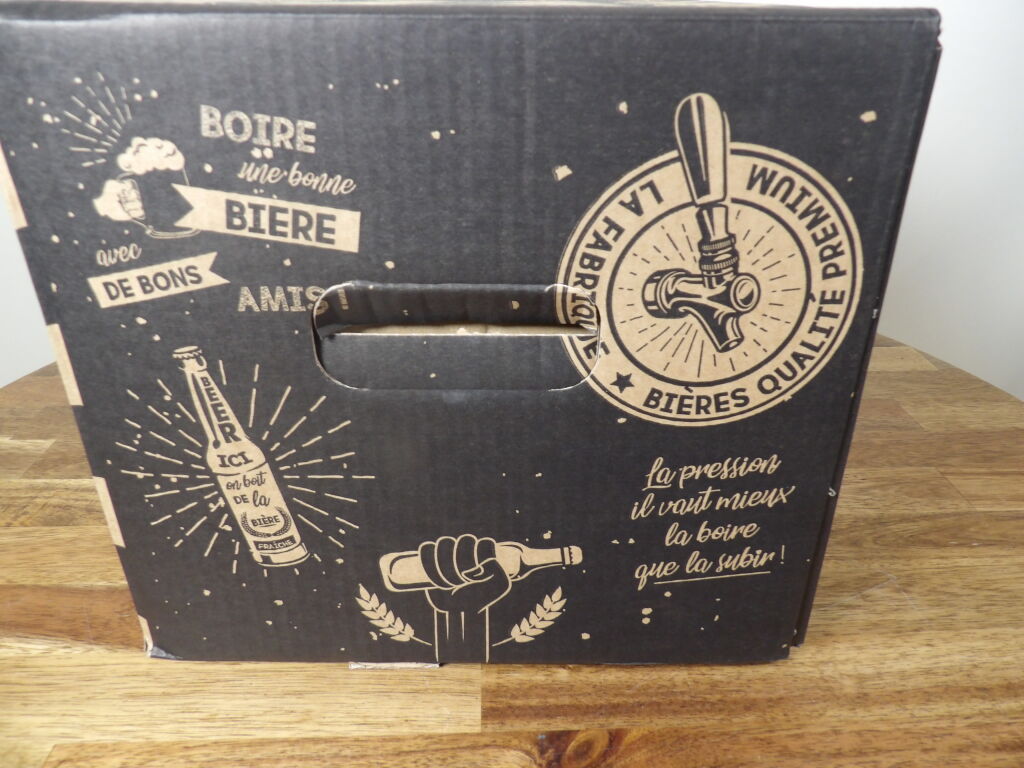 BOIRE
une bonne
BIÈRE
avec
DE BONS
AMIS !
LA FABRIQUE
BIÈRES QUALITÉ PREMIUM
BEER
ICI
on boit
DE la
BIÈRE
FRAÎCHE
La pression
il vaut mieux
la boire
que la subir !